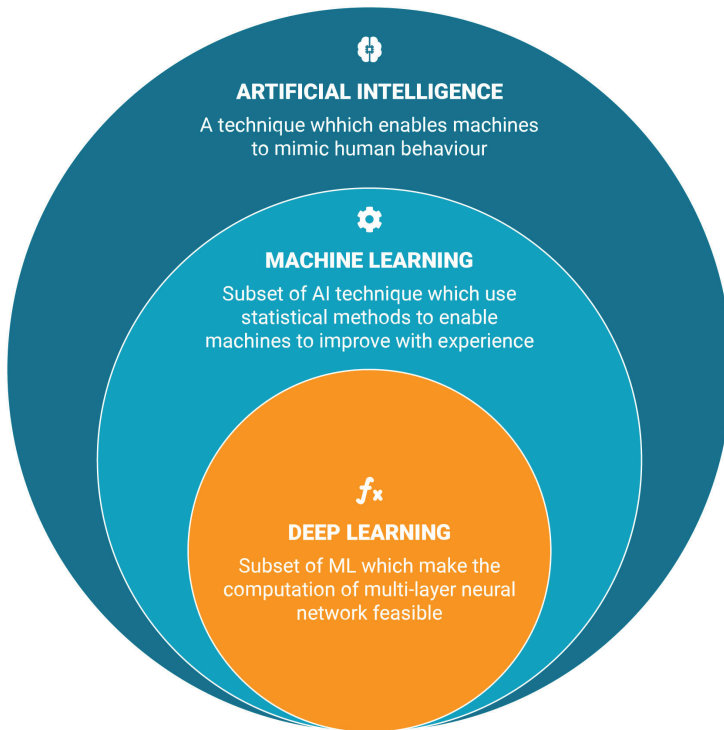 ARTIFICIAL INTELLIGENCE
A technique whhich enables machines
to mimic human behaviour
MACHINE LEARNING
Subset of AI technique which use
statistical methods to enable
machines to improve with experience
fx
DEEP LEARNING
Subset of ML which make the
computation of multi-layer neural
network feasible